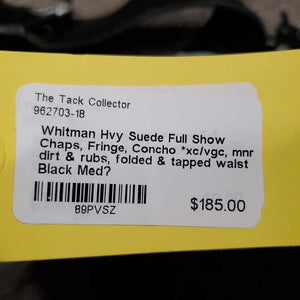 The Tack Collector
962703-18
Whitman Hvy Suede Full Show
Chaps, Fringe, Concho *xc/vgc, mnr
dirt & rubs, folded & tapped waist
Black Med?
89PVSZ
$185.00